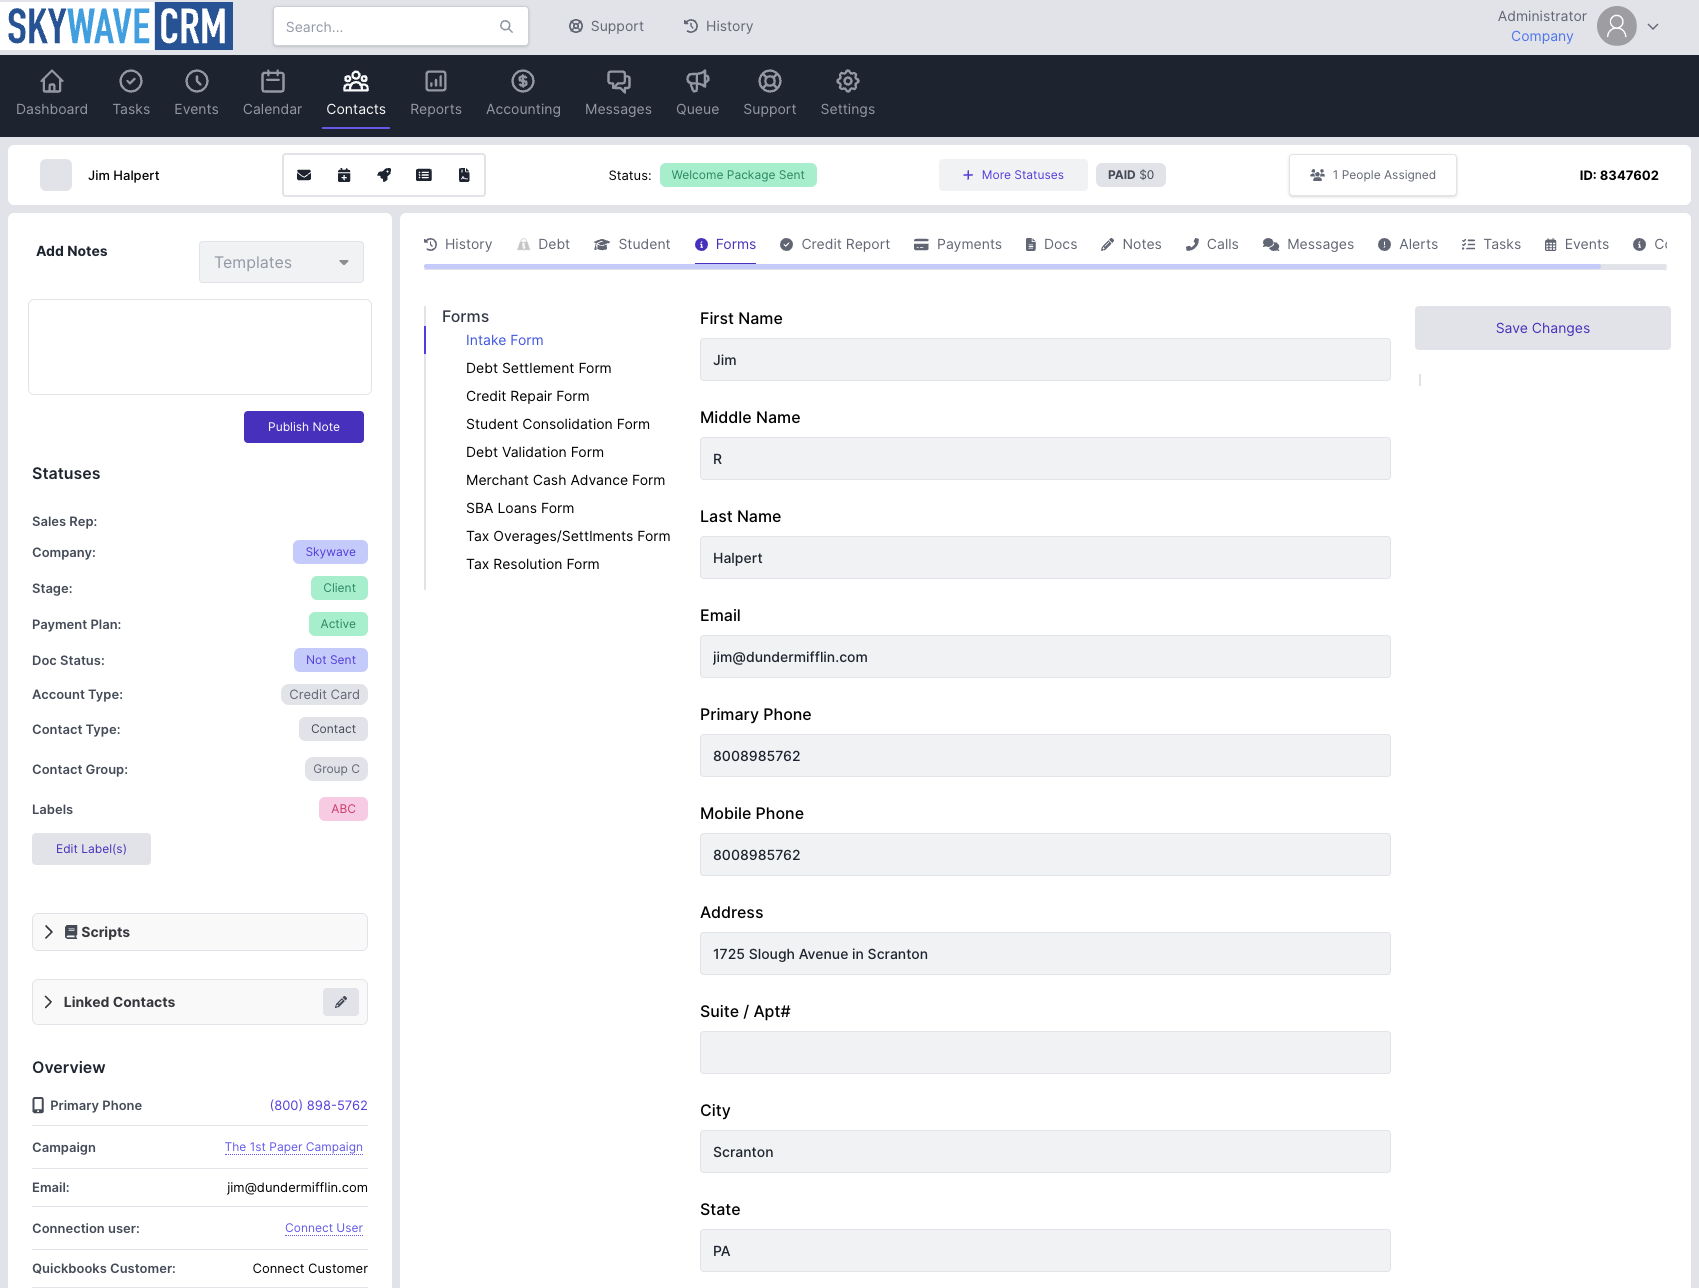 SKYWAVE CRM
Search...
Support
History
Administrator
Company
Dashboard
Tasks
Events
Calendar
Contacts
Reports
Accounting
Messages
Queue
Support
Settings
Jim Halpert
Status:
Welcome Package Sent
+ More Statuses
PAID $0
1 People Assigned
ID: 8347602
Add Notes
Templates
Publish Note
Statuses
Sales Rep:
Company: Skywave
Stage: Client
Payment Plan: Active
Doc Status: Not Sent
Account Type: Credit Card
Contact Type: Contact
Contact Group: Group C
Labels ABC
Edit Label(s)
Scripts
Linked Contacts
Overview
Primary Phone (800) 898-5762
Campaign The 1st Paper Campaign
Email: jim@dundermifflin.com
Connection user: Connect User
Quickbooks Customer: Connect Customer
History
Debt
Student
Forms
Credit Report
Payments
Docs
Notes
Calls
Messages
Alerts
Tasks
Events
Forms
Intake Form
Debt Settlement Form
Credit Repair Form
Student Consolidation Form
Debt Validation Form
Merchant Cash Advance Form
SBA Loans Form
Tax Overages/Settlments Form
Tax Resolution Form
First Name
Jim
Middle Name
R
Last Name
Halpert
Email
jim@dundermifflin.com
Primary Phone
8008985762
Mobile Phone
8008985762
Address
1725 Slough Avenue in Scranton
Suite / Apt#
City
Scranton
State
PA
Save Changes